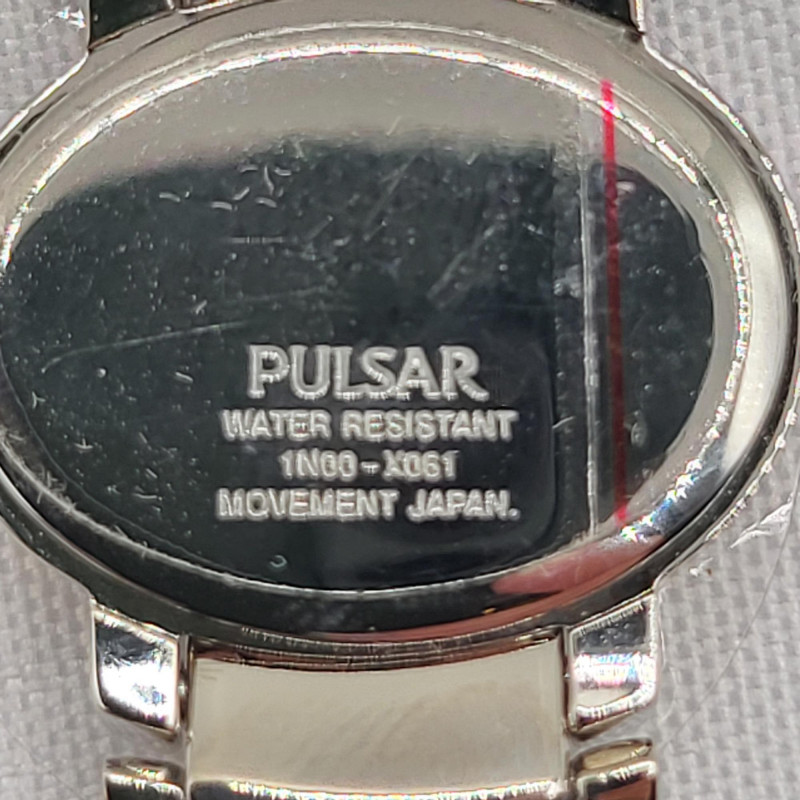 PULSAR
WATER RESISTANT
1N00-X061
MOVEMENT JAPAN.